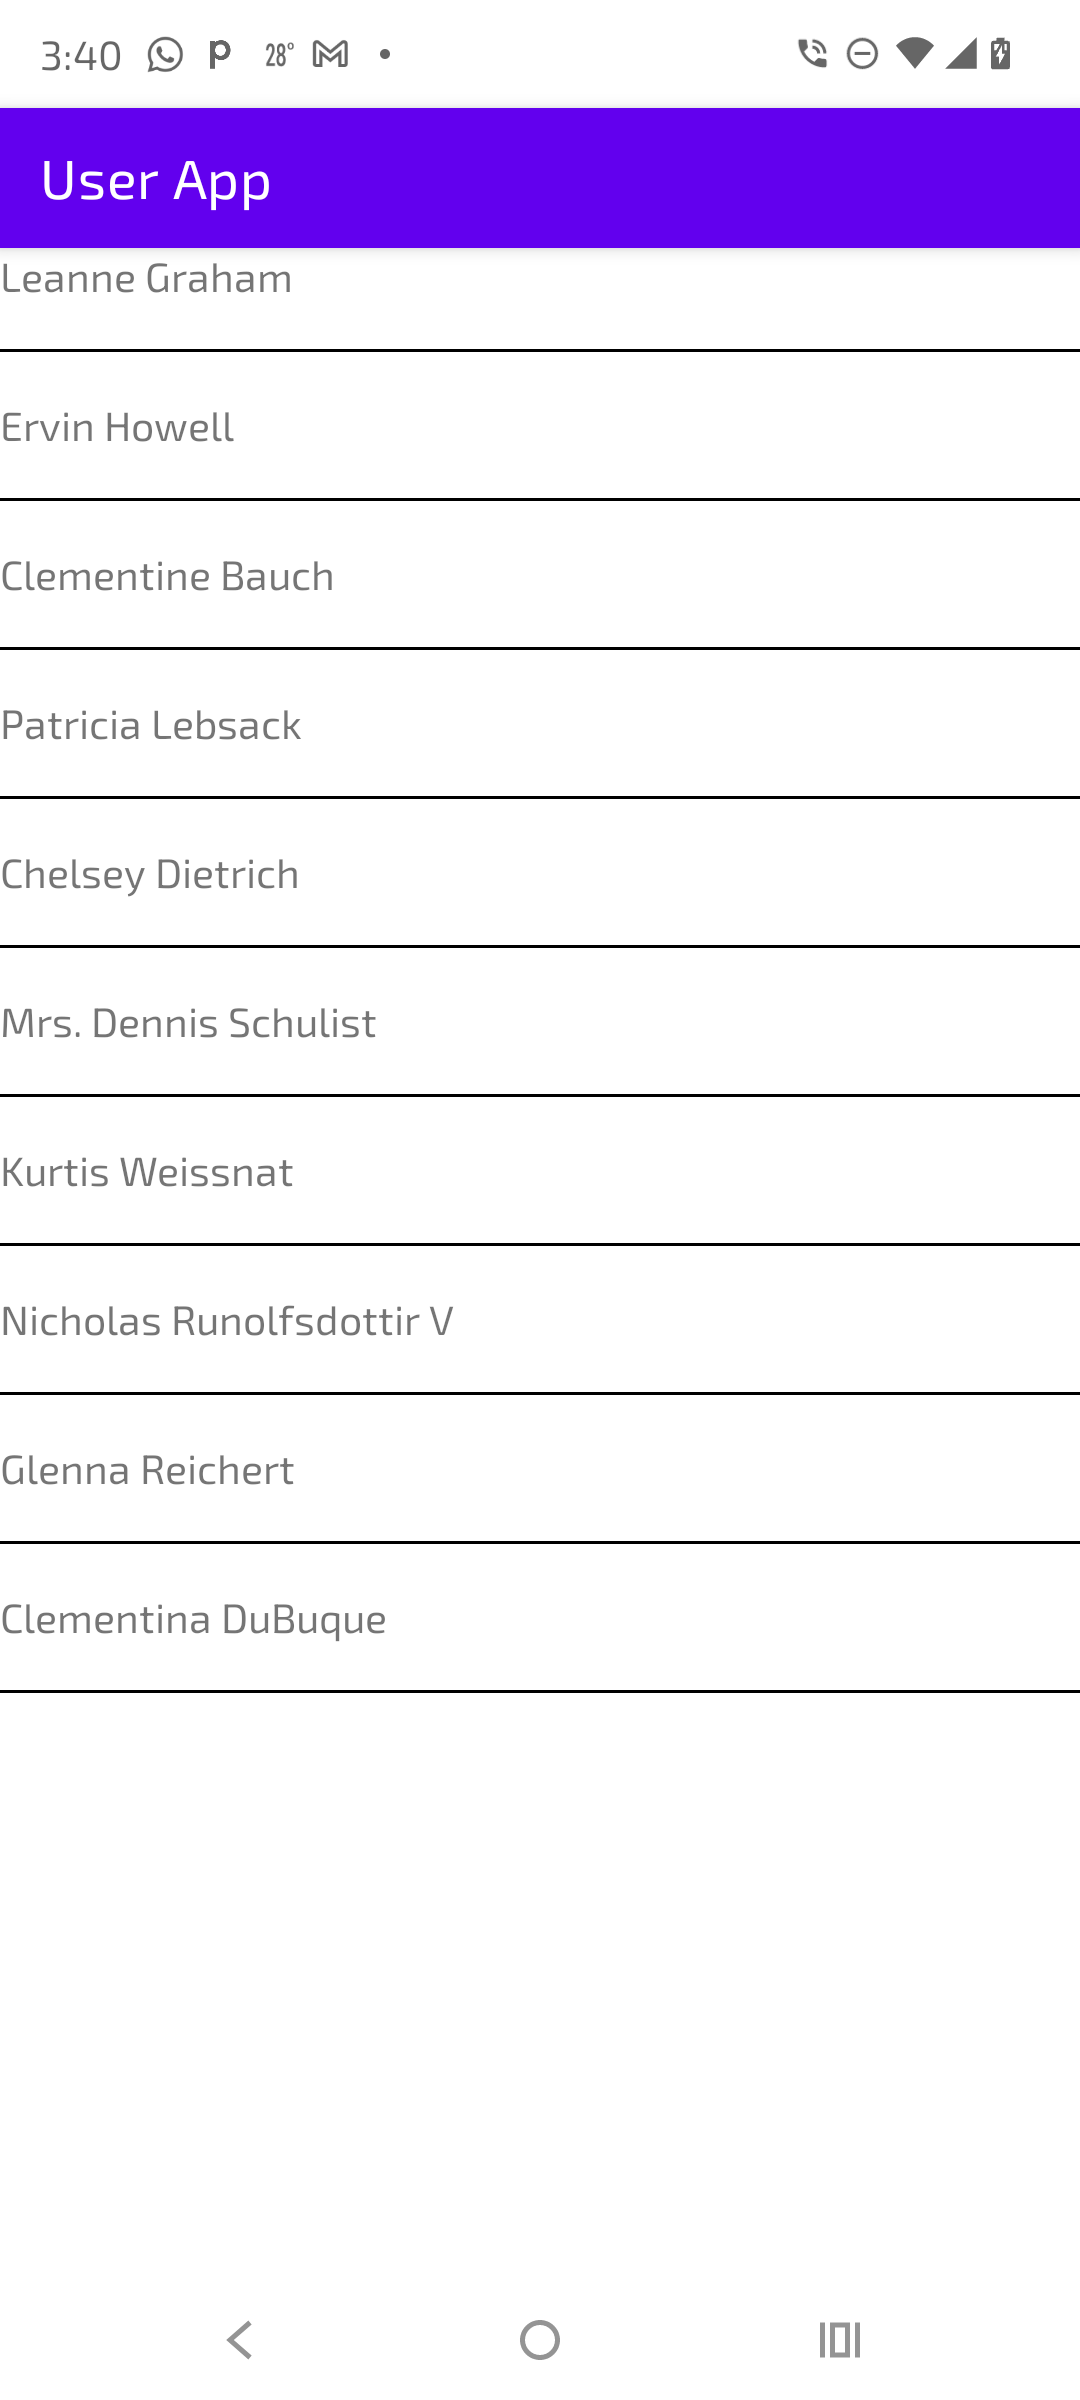 3:40 28°
User App
Leanne Graham
Ervin Howell
Clementine Bauch
Patricia Lebsack
Chelsey Dietrich
Mrs. Dennis Schulist
Kurtis Weissnat
Nicholas Runolfsdottir V
Glenna Reichert
Clementina DuBuque